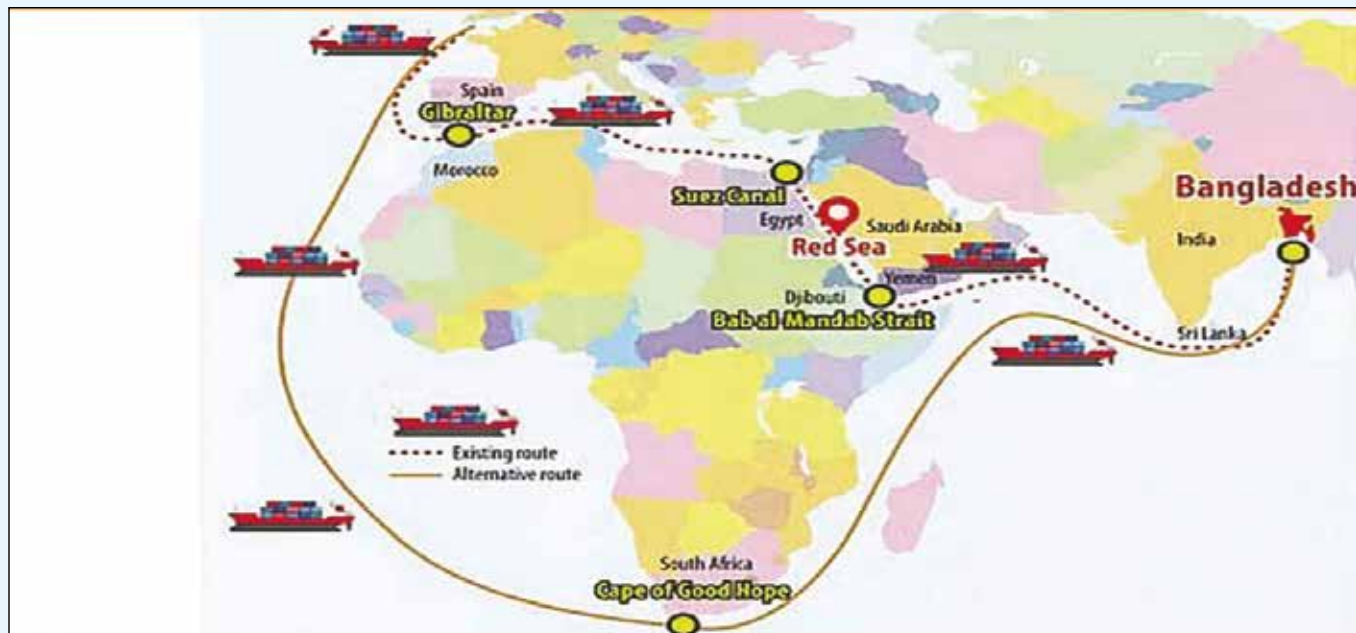 Spain
Gibraltar
Morocco
Suez Canal
Egypt
Red Sea
Saudi Arabia
Bangladesh
India
Yemen
Djibouti
Bab al-Mandab Strait
Sri Lanka
Existing route
Alternative route
South Africa
Cape of Good Hope